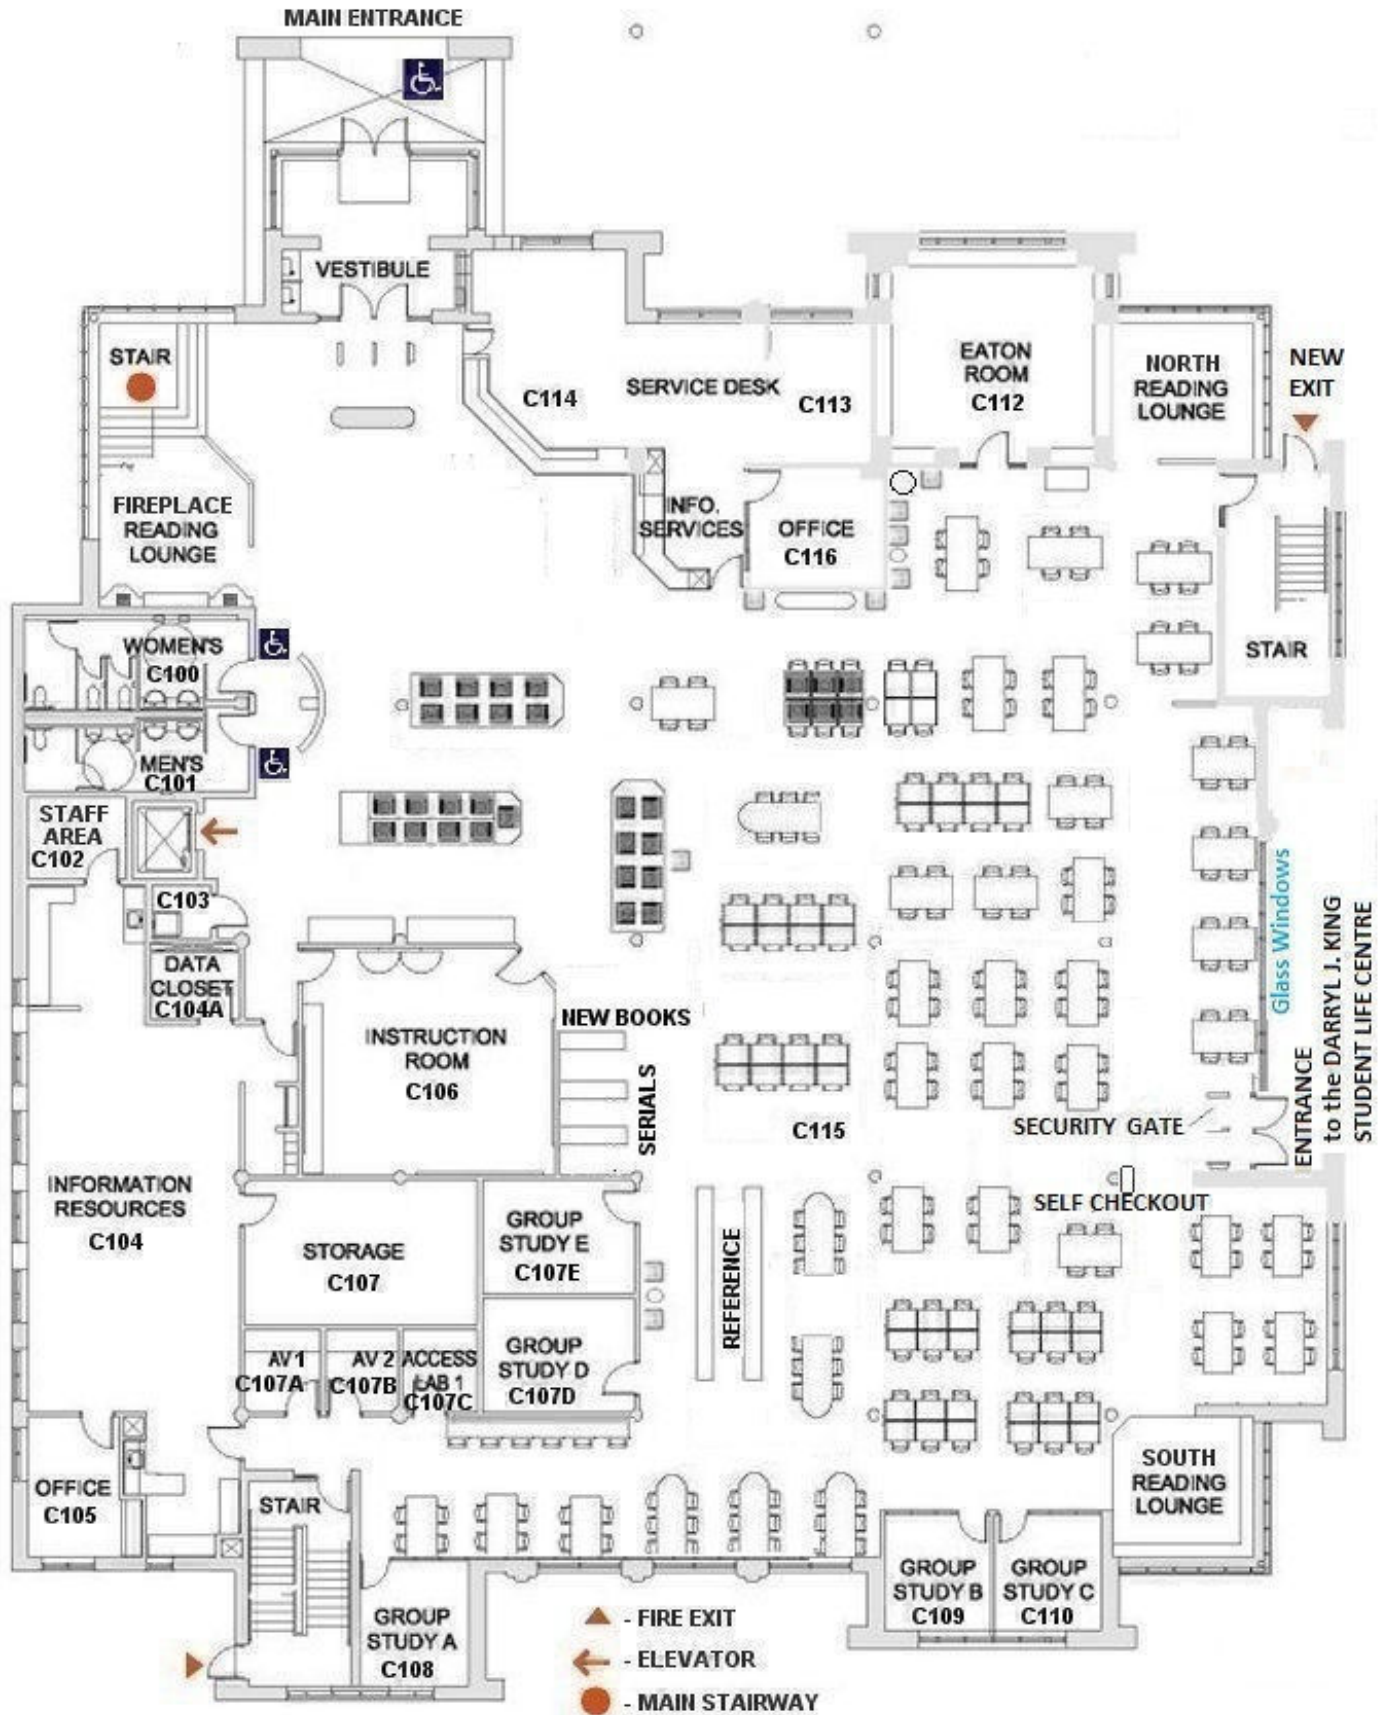 MAIN ENTRANCE
VESTIBULE
STAIR
SERVICE DESK
C114
C113
EATON
ROOM
C112
NORTH
READING
LOUNGE
NEW
EXIT
FIREPLACE
READING
LOUNGE
INFO.
SERVICES
OFFICE
C116
WOMEN'S
C100
STAIR
MEN'S
C101
STAFF
AREA
C102
C103
DATA
CLOSET
C104A
INSTRUCTION
ROOM
C106
NEW BOOKS
SERIALS
Glass Windows
ENTRANCE
to the DARRYL J. KING
STUDENT LIFE CENTRE
C115
SECURITY GATE
SELF CHECKOUT
INFORMATION
RESOURCES
C104
STORAGE
C107
GROUP
STUDY E
C107E
REFERENCE
AV 1
C107A
AV 2
C107B
ACCESS
LAB 1
C107C
GROUP
STUDY D
C107D
OFFICE
C105
STAIR
SOUTH
READING
LOUNGE
GROUP
STUDY A
C108
GROUP
STUDY B
C109
GROUP
STUDY C
C110
- FIRE EXIT
- ELEVATOR
- MAIN STAIRWAY